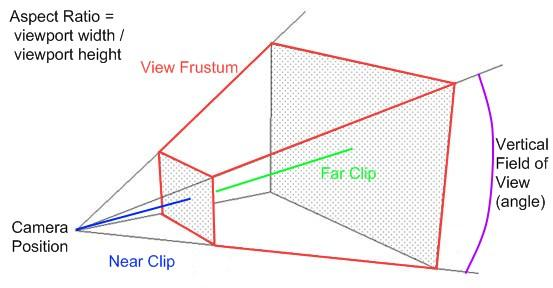 Aspect Ratio =
viewport width /
viewport height
View Frustum
Far Clip
Vertical
Field of
View
(angle)
Camera
Position
Near Clip